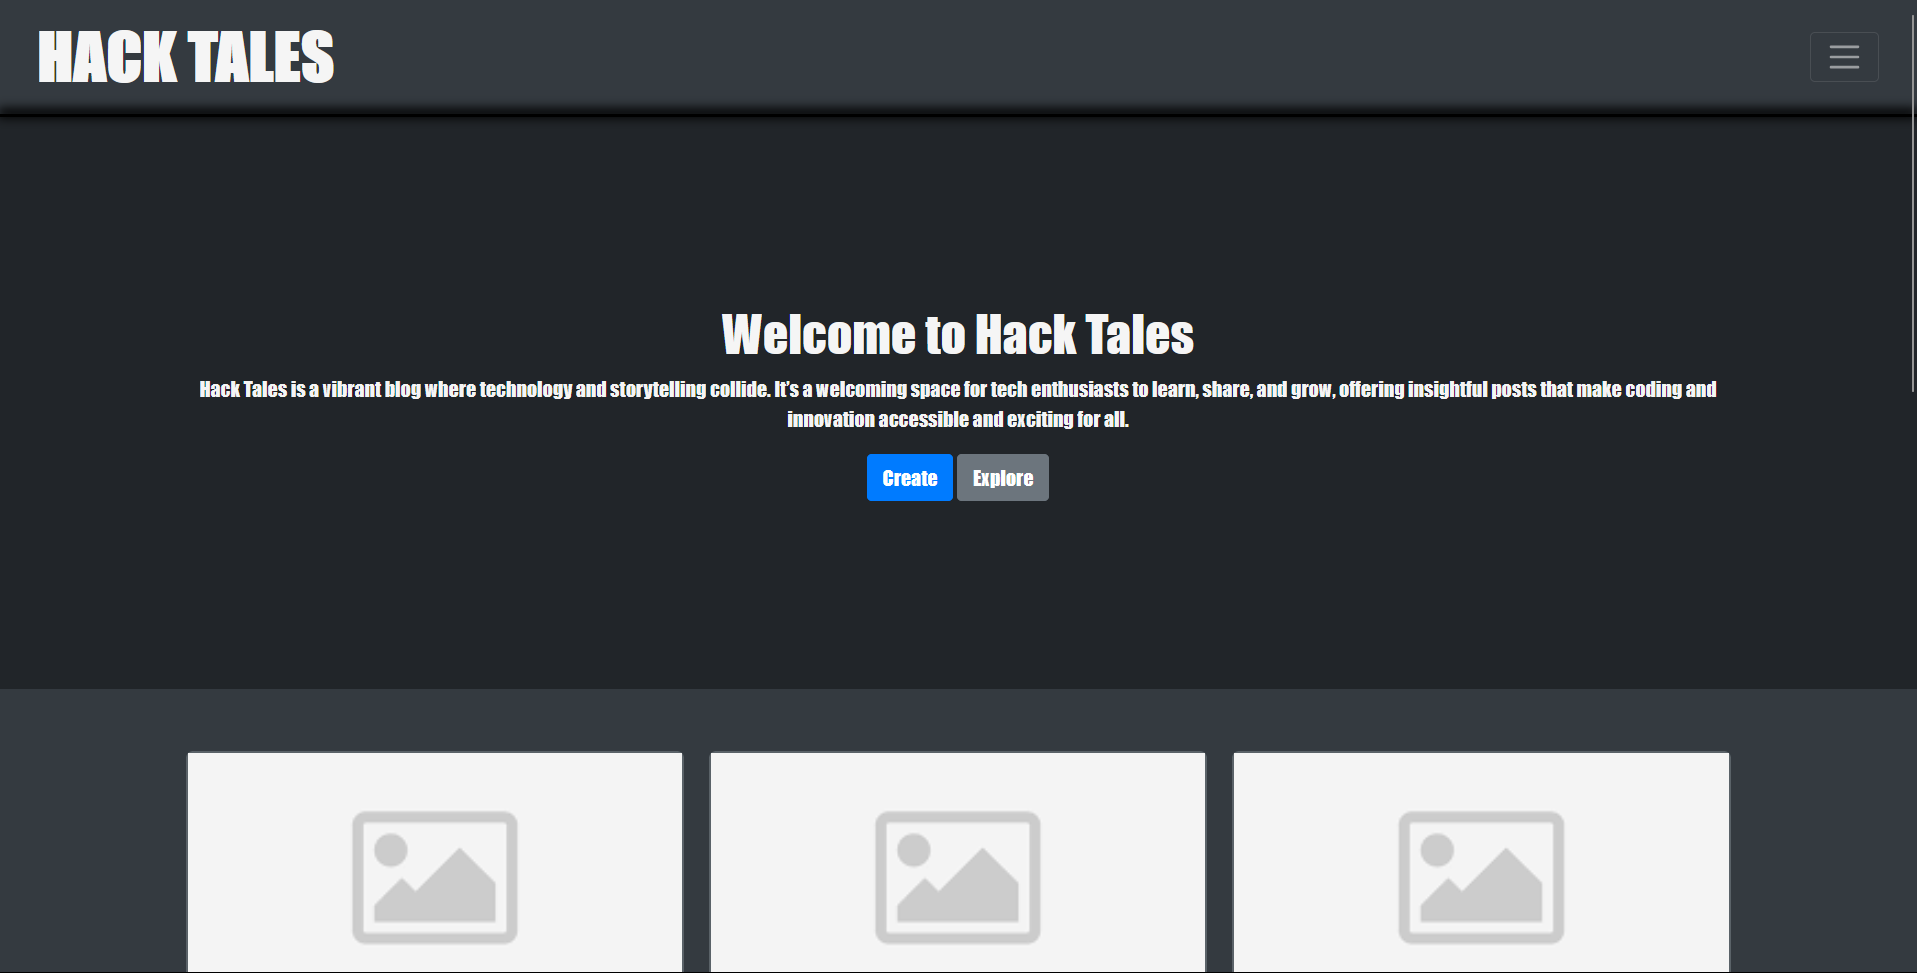 HACK TALES
Welcome to Hack Tales
Hack Tales is a vibrant blog where technology and storytelling collide. It's a welcoming space for tech enthusiasts to learn, share, and grow, offering insightful posts that make coding and
innovation accessible and exciting for all.
Create Explore